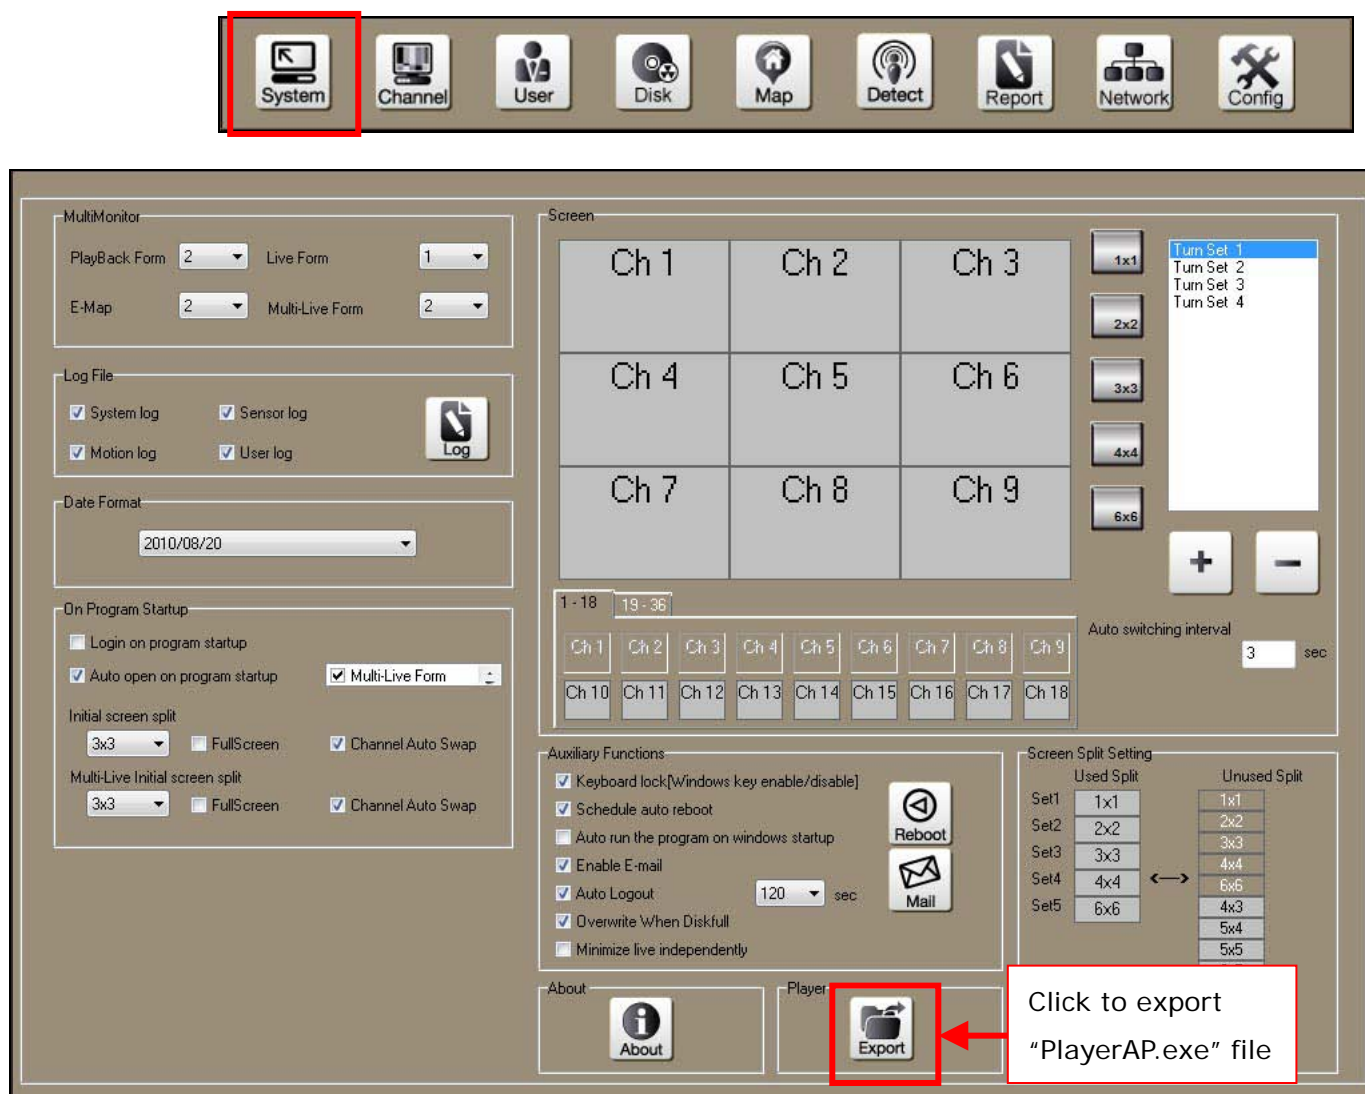 System Channel User Disk Map Detect Report Network Config
MultiMonitor
PlayBack Form 2 Live Form 1
E-Map 2 Multi-Live Form 2
Log File
System log Sensor log
Motion log User log
Log
Date Format
2010/08/20
On Program Startup
Login on program startup
Auto open on program startup Multi-Live Form
Initial screen split
3x3 FullScreen Channel Auto Swap
Multi-Live Initial screen split
3x3 FullScreen Channel Auto Swap
Screen
Ch 1 Ch 2 Ch 3
Ch 4 Ch 5 Ch 6
Ch 7 Ch 8 Ch 9
1x1
2x2
3x3
4x4
6x6
Turn Set 1
Turn Set 2
Turn Set 3
Turn Set 4
+ −
1 - 18 19 - 36
Ch 1 Ch 2 Ch 3 Ch 4 Ch 5 Ch 6 Ch 7 Ch 8 Ch 9
Ch 10 Ch 11 Ch 12 Ch 13 Ch 14 Ch 15 Ch 16 Ch 17 Ch 18
Auto switching interval
3 sec
Auxiliary Functions
Keyboard lock[Windows key enable/disable]
Schedule auto reboot
Auto run the program on windows startup
Enable E-mail
Auto Logout 120 sec
Overwrite When Diskfull
Minimize live independently
Reboot
Mail
Screen Split Setting
Used Split Unused Split
Set1 1x1 1x1
Set2 2x2 2x2
Set3 3x3 3x3
Set4 4x4 <--> 4x4
Set5 6x6 6x6
4x3
5x4
5x5
About
About
Player
Export
Click to export
“PlayerAP.exe” file